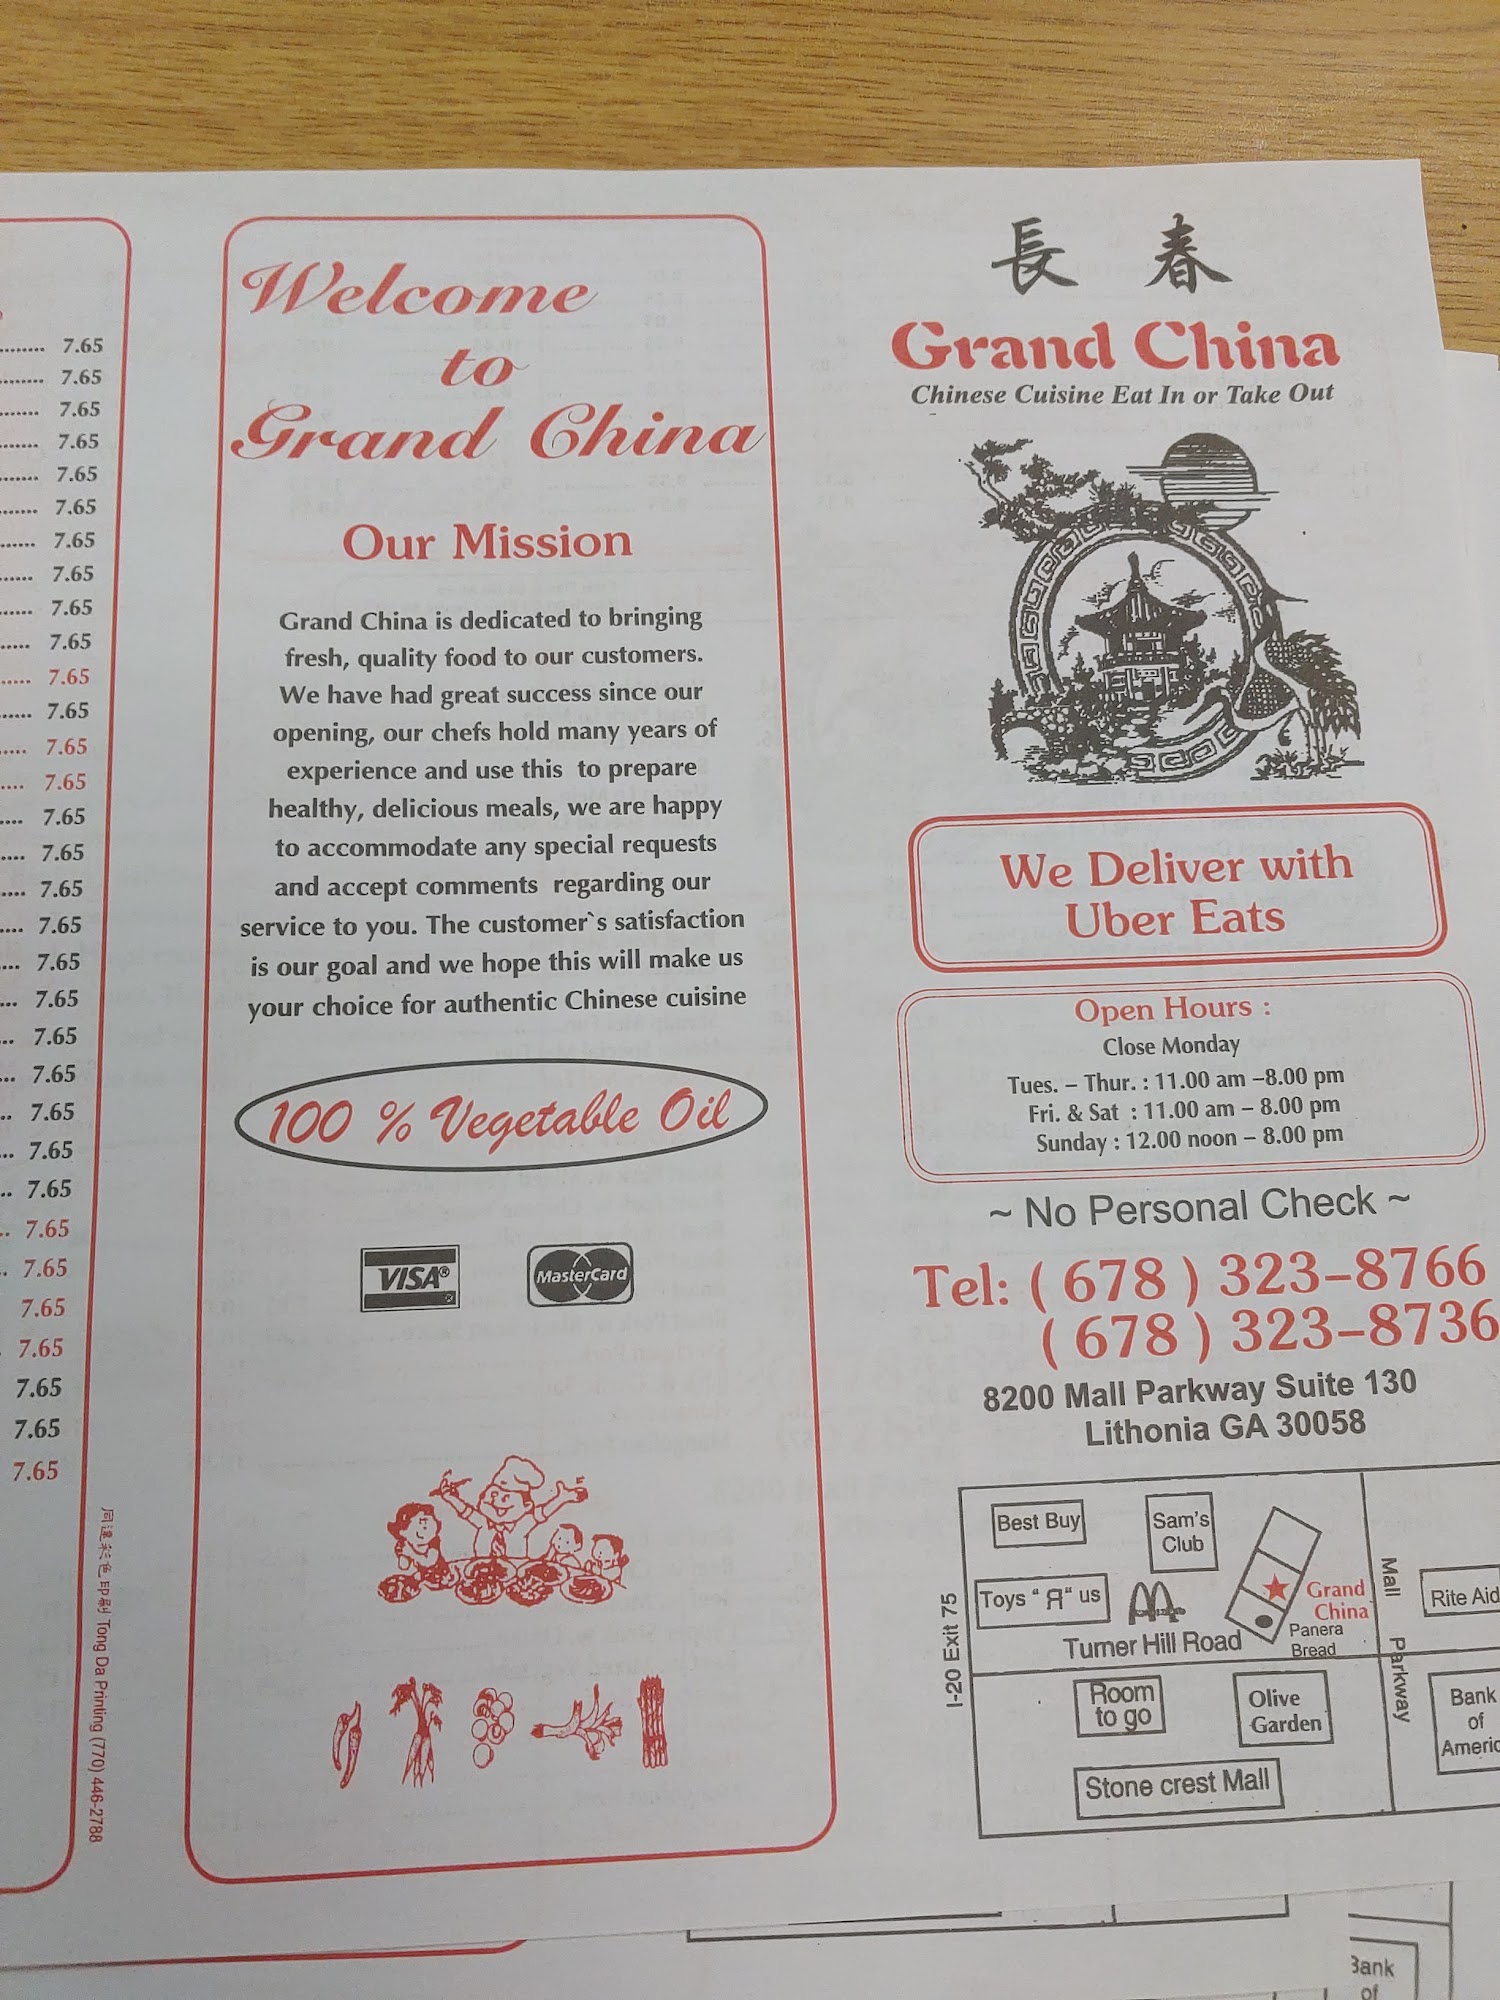 ........ 7.65
........ 7.65
....... 7.65
....... 7.65
....... 7.65
....... 7.65
...... 7.65
...... 7.65
...... 7.65
..... 7.65
..... 7.65
...... 7.65
..... 7.65
.... 7.65
.... 7.65
.... 7.65
.... 7.65
.... 7.65
.... 7.65
... 7.65
... 7.65
... 7.65
.. 7.65
... 7.65
.. 7.65
.. 7.65
. 7.65
7.65
. 7.65
7.65
7.65
7.65
Tong Da Printing (770) 446-2788
Welcome
to
Grand China
Our Mission
Grand China is dedicated to bringing
fresh, quality food to our customers.
We have had great success since our
opening, our chefs hold many years of
experience and use this to prepare
healthy, delicious meals, we are happy
to accommodate any special requests
and accept comments regarding our
service to you. The customer`s satisfaction
is our goal and we hope this will make us
your choice for authentic Chinese cuisine
100 % Vegetable Oil
VISA®
MasterCard
長 春
Grand China
Chinese Cuisine Eat In or Take Out
We Deliver with
Uber Eats
Open Hours :
Close Monday
Tues. – Thur. : 11.00 am –8.00 pm
Fri. & Sat : 11.00 am – 8.00 pm
Sunday : 12.00 noon – 8.00 pm
~ No Personal Check ~
Tel: ( 678 ) 323–8766
( 678 ) 323–8736
8200 Mall Parkway Suite 130
Lithonia GA 30058
I-20 Exit 75
Best Buy
Sam's
Club
Toys " Я" us
Grand
China
Panera
Bread
Turner Hill Road
Mall Parkway
Rite Aid
Room
to go
Olive
Garden
Bank
of
Americ
Stone crest Mall
Bank
of